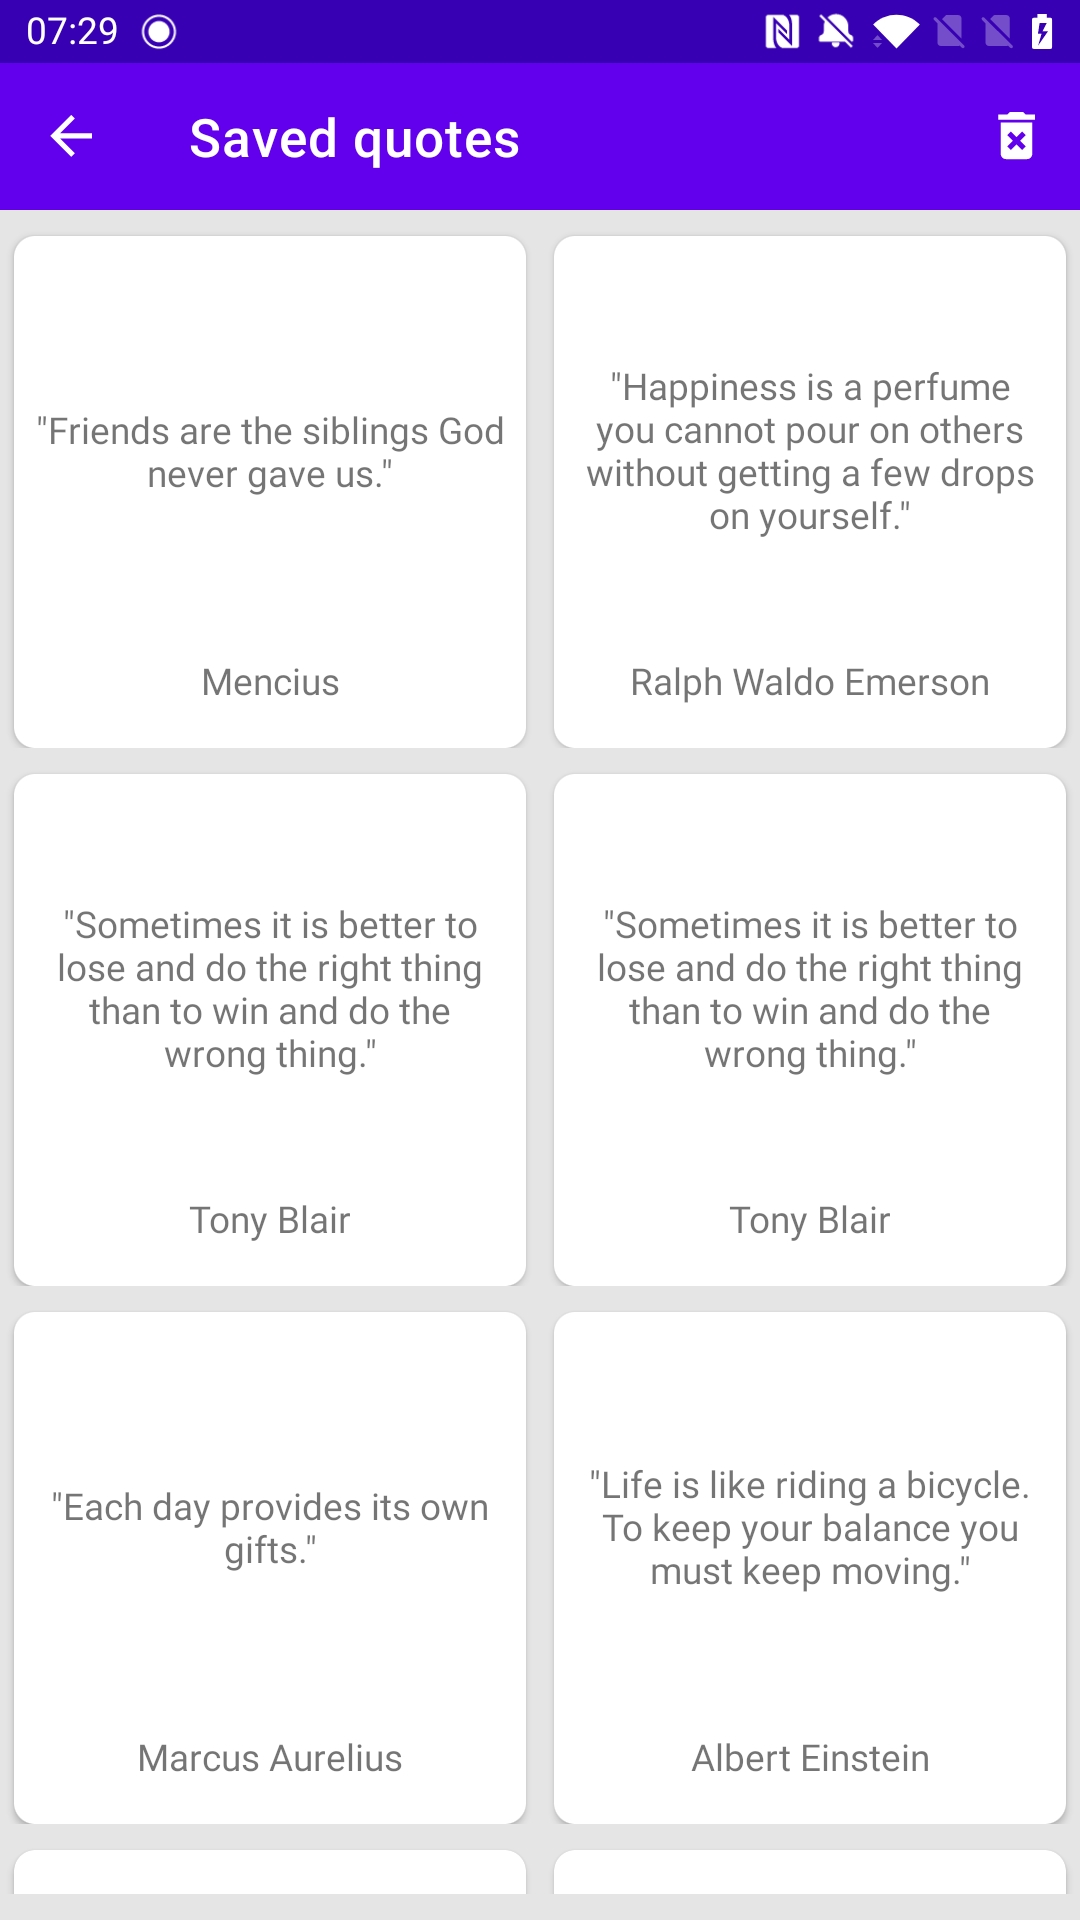 07:29
Saved quotes
"Friends are the siblings God
never gave us."
Mencius
"Happiness is a perfume
you cannot pour on others
without getting a few drops
on yourself."
Ralph Waldo Emerson
"Sometimes it is better to
lose and do the right thing
than to win and do the
wrong thing."
Tony Blair
"Sometimes it is better to
lose and do the right thing
than to win and do the
wrong thing."
Tony Blair
"Each day provides its own
gifts."
Marcus Aurelius
"Life is like riding a bicycle.
To keep your balance you
must keep moving."
Albert Einstein